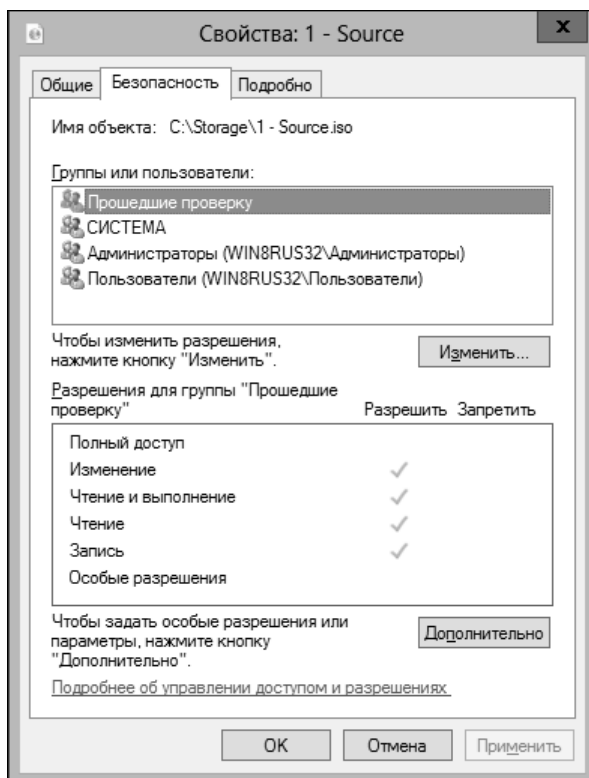 Свойства: 1 - Source
x
Общие Безопасность Подробно
Имя объекта: C:\Storage\1 - Source.iso
Группы или пользователи:
Прошедшие проверку
СИСТЕМА
Администраторы (WIN8RUS32\Администраторы)
Пользователи (WIN8RUS32\Пользователи)
Чтобы изменить разрешения,
нажмите кнопку "Изменить".
Изменить...
Разрешения для группы "Прошедшие
проверку"
Разрешить Запретить
Полный доступ
Изменение
Чтение и выполнение
Чтение
Запись
Особые разрешения
Чтобы задать особые разрешения или
параметры, нажмите кнопку
"Дополнительно".
Дополнительно
Подробнее об управлении доступом и разрешениях
OK Отмена Применить